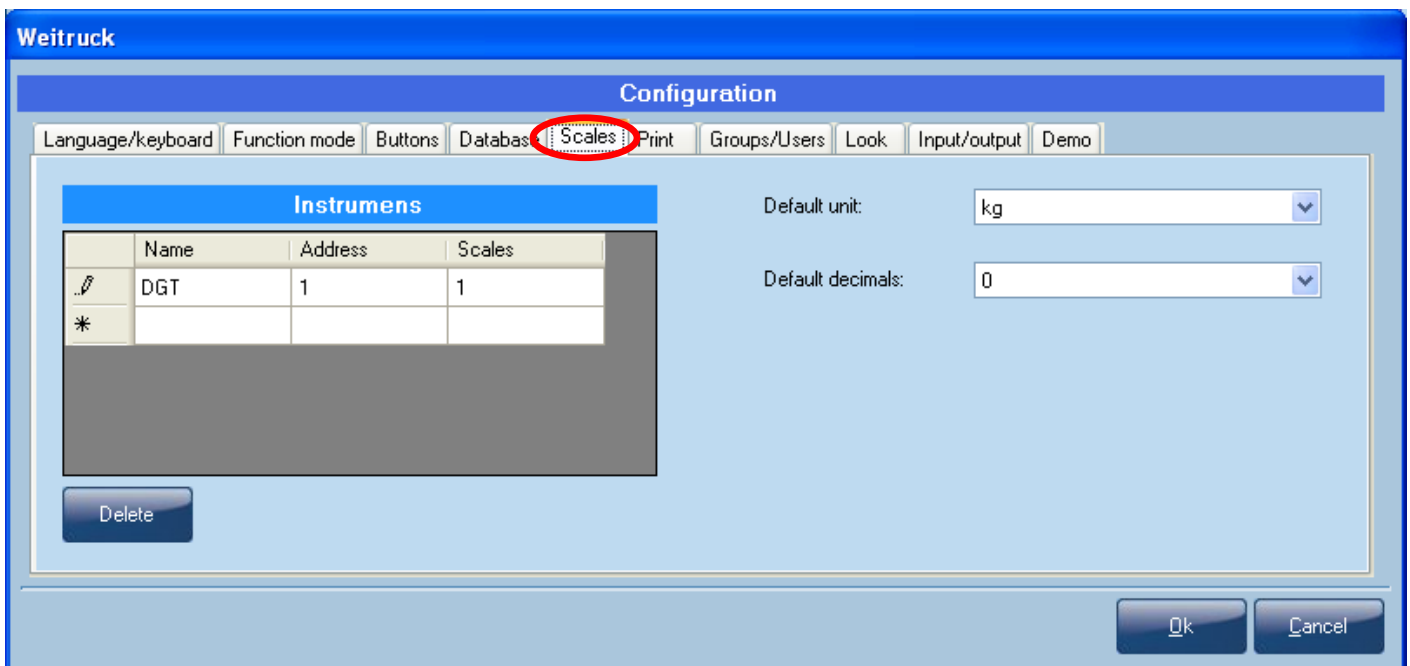 Weitruck
Configuration
Language/keyboard Function mode Buttons Database Scales Print Groups/Users Look Input/output Demo
Instrumens
Name Address Scales
DGT 1 1
Delete
Default unit: kg
Default decimals: 0
Ok Cancel